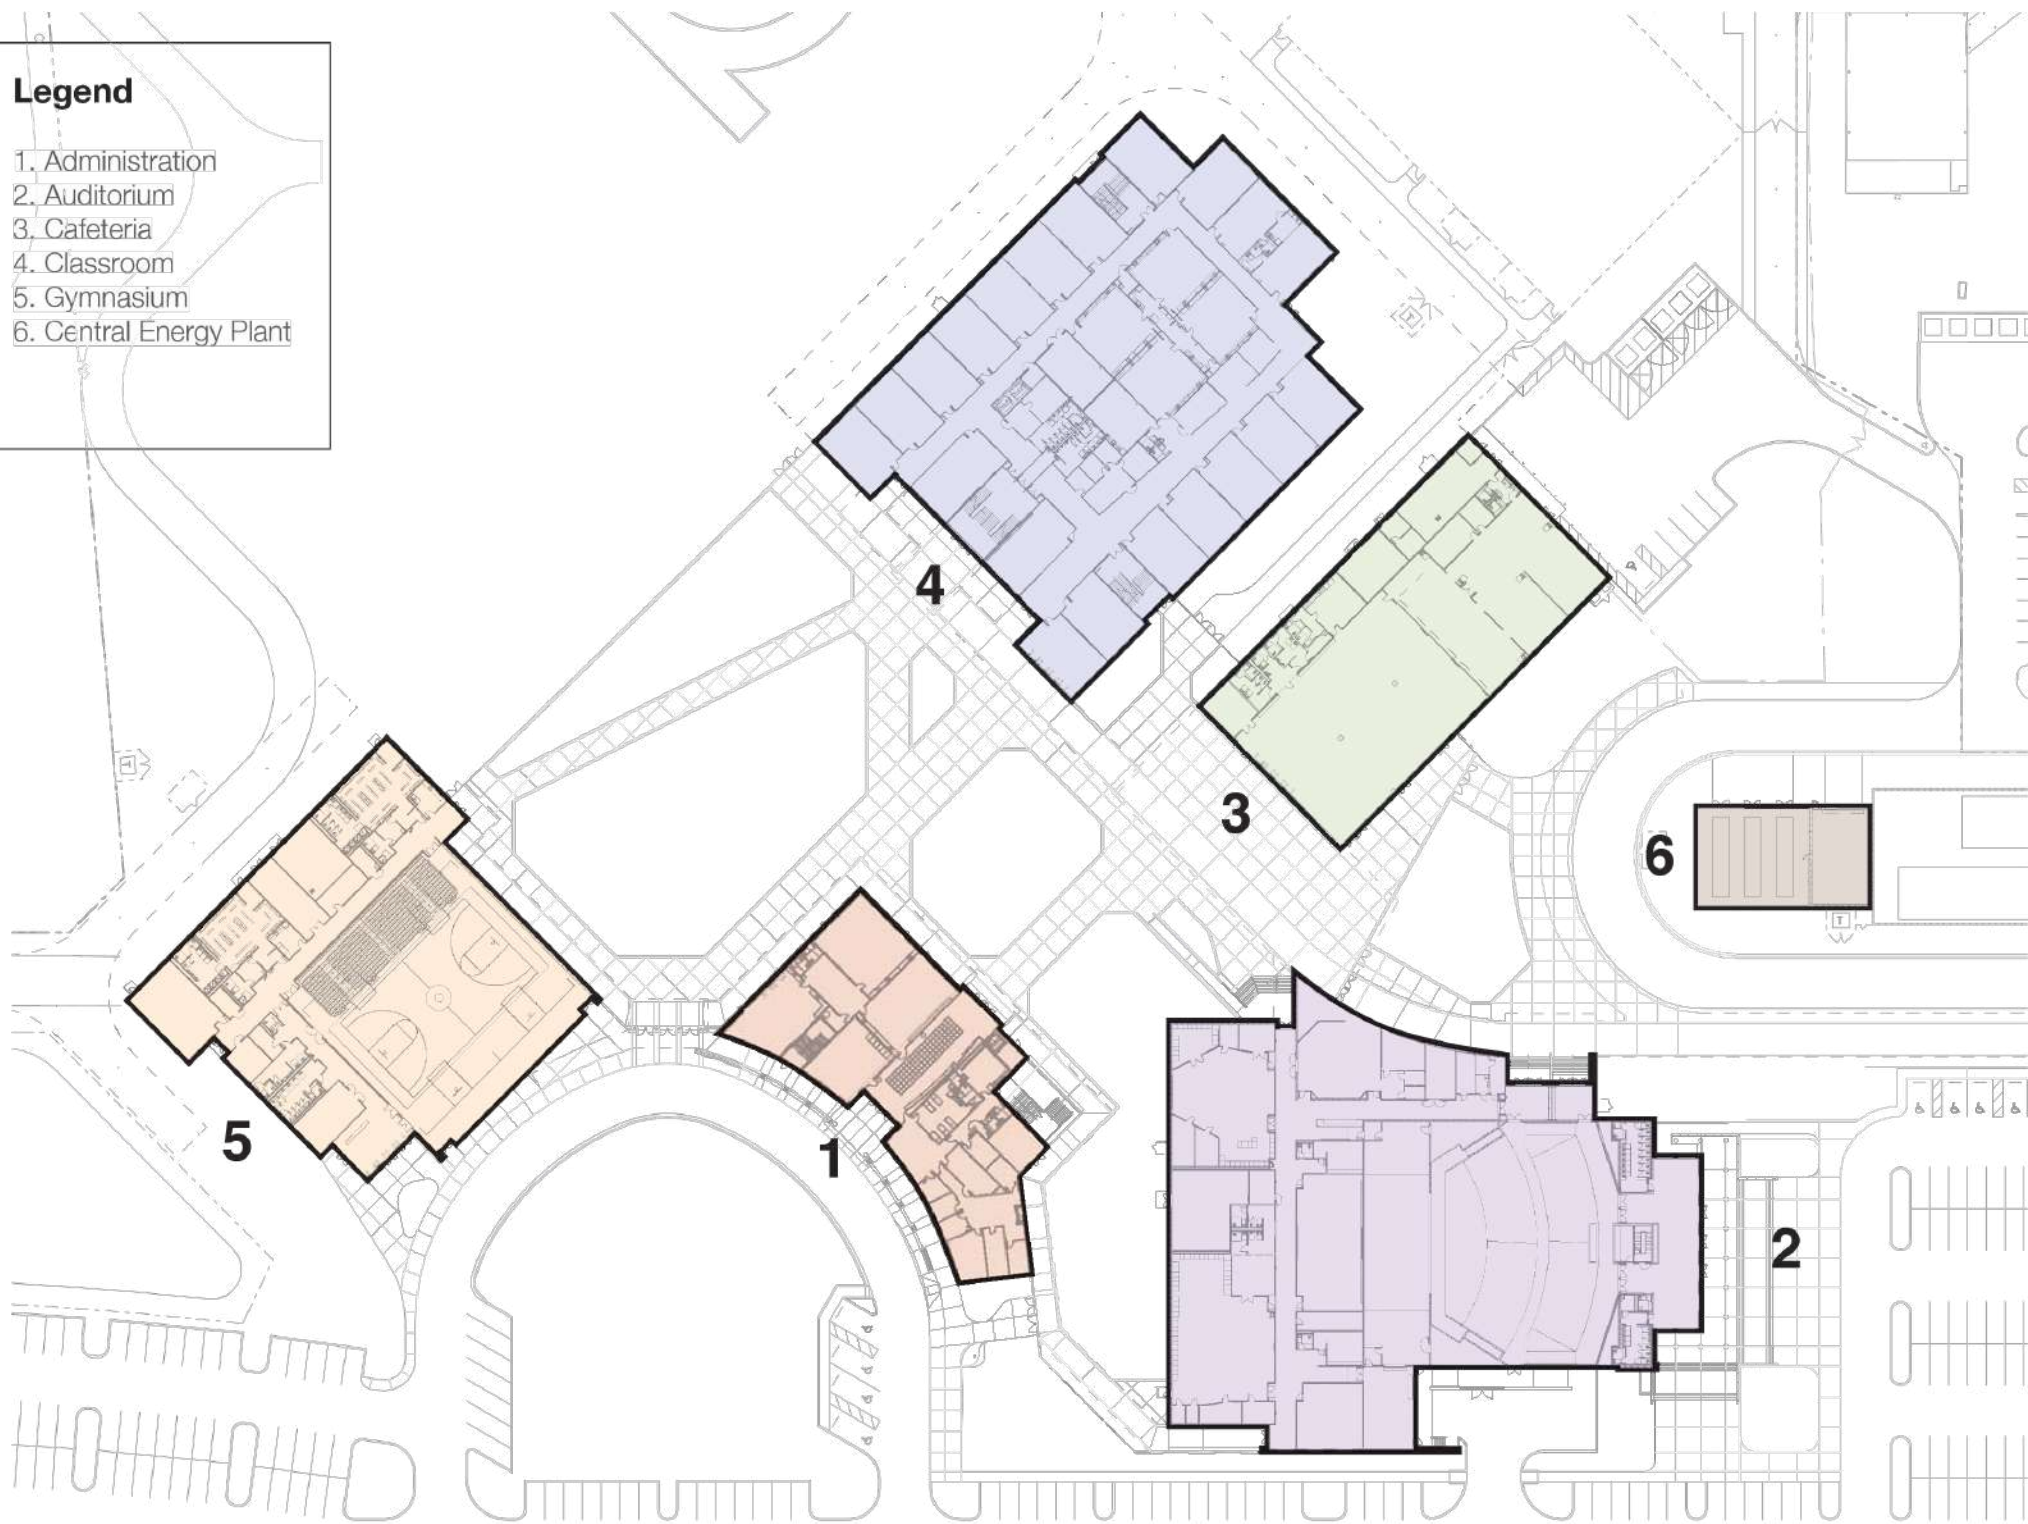 Legend
1. Administration
2. Auditorium
3. Cafeteria
4. Classroom
5. Gymnasium
6. Central Energy Plant
4
3
6
5
1
2
T
T
T